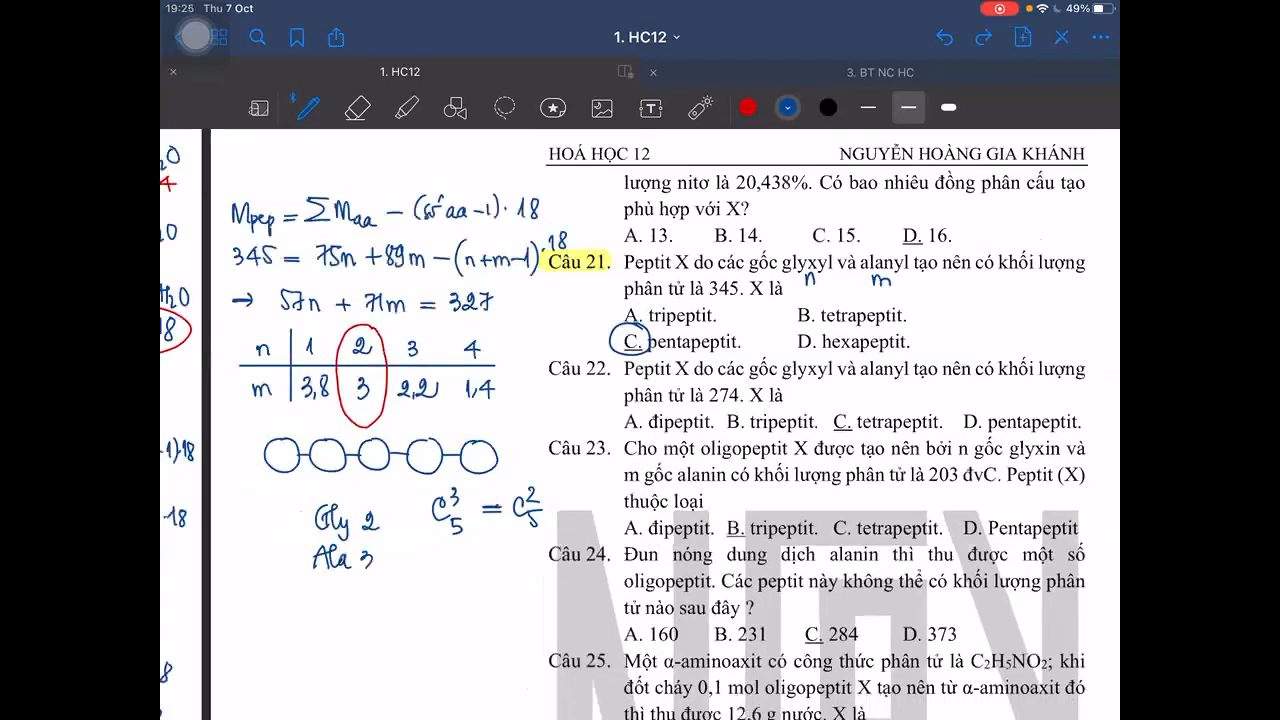 19:25 Thu 7 Oct
49%
1. HC12
1. HC12
3. BT NC HC
HOÁ HỌC 12 NGUYỄN HOÀNG GIA KHÁNH
lượng nitơ là 20,438%. Có bao nhiêu đồng phân cấu tạo
phù hợp với X?
A. 13. B. 14. C. 15. D. 16.
Câu 21. Peptit X do các gốc glyxyl và alanyl tạo nên có khối lượng
n m
phân tử là 345. X là
A. tripeptit. B. tetrapeptit.
C. pentapeptit. D. hexapeptit.
Câu 22. Peptit X do các gốc glyxyl và alanyl tạo nên có khối lượng
phân tử là 274. X là
A. đipeptit. B. tripeptit. C. tetrapeptit. D. pentapeptit.
Câu 23. Cho một oligopeptit X được tạo nên bởi n gốc glyxin và
m gốc alanin có khối lượng phân tử là 203 đvC. Peptit (X)
thuộc loại
A. đipeptit. B. tripeptit. C. tetrapeptit. D. Pentapeptit
Câu 24. Đun nóng dung dịch alanin thì thu được một số
oligopeptit. Các peptit này không thể có khối lượng phân
tử nào sau đây ?
A. 160 B. 231 C. 284 D. 373
Câu 25. Một α-aminoaxit có công thức phân tử là C₂H₅NO₂; khi
đốt cháy 0,1 mol oligopeptit X tạo nên từ α-aminoaxit đó
thì thu được 12,6 g nước. X là
Mpep = ΣMaa − (số aa −1) · 18
345 = 75n + 89m − (n+m−1) · 18
→ 57n + 71m = 327
n 1 2 3 4
m 3,8 3 2,2 1,4
Gly 2 C₅³ = C₅²
Ala 3